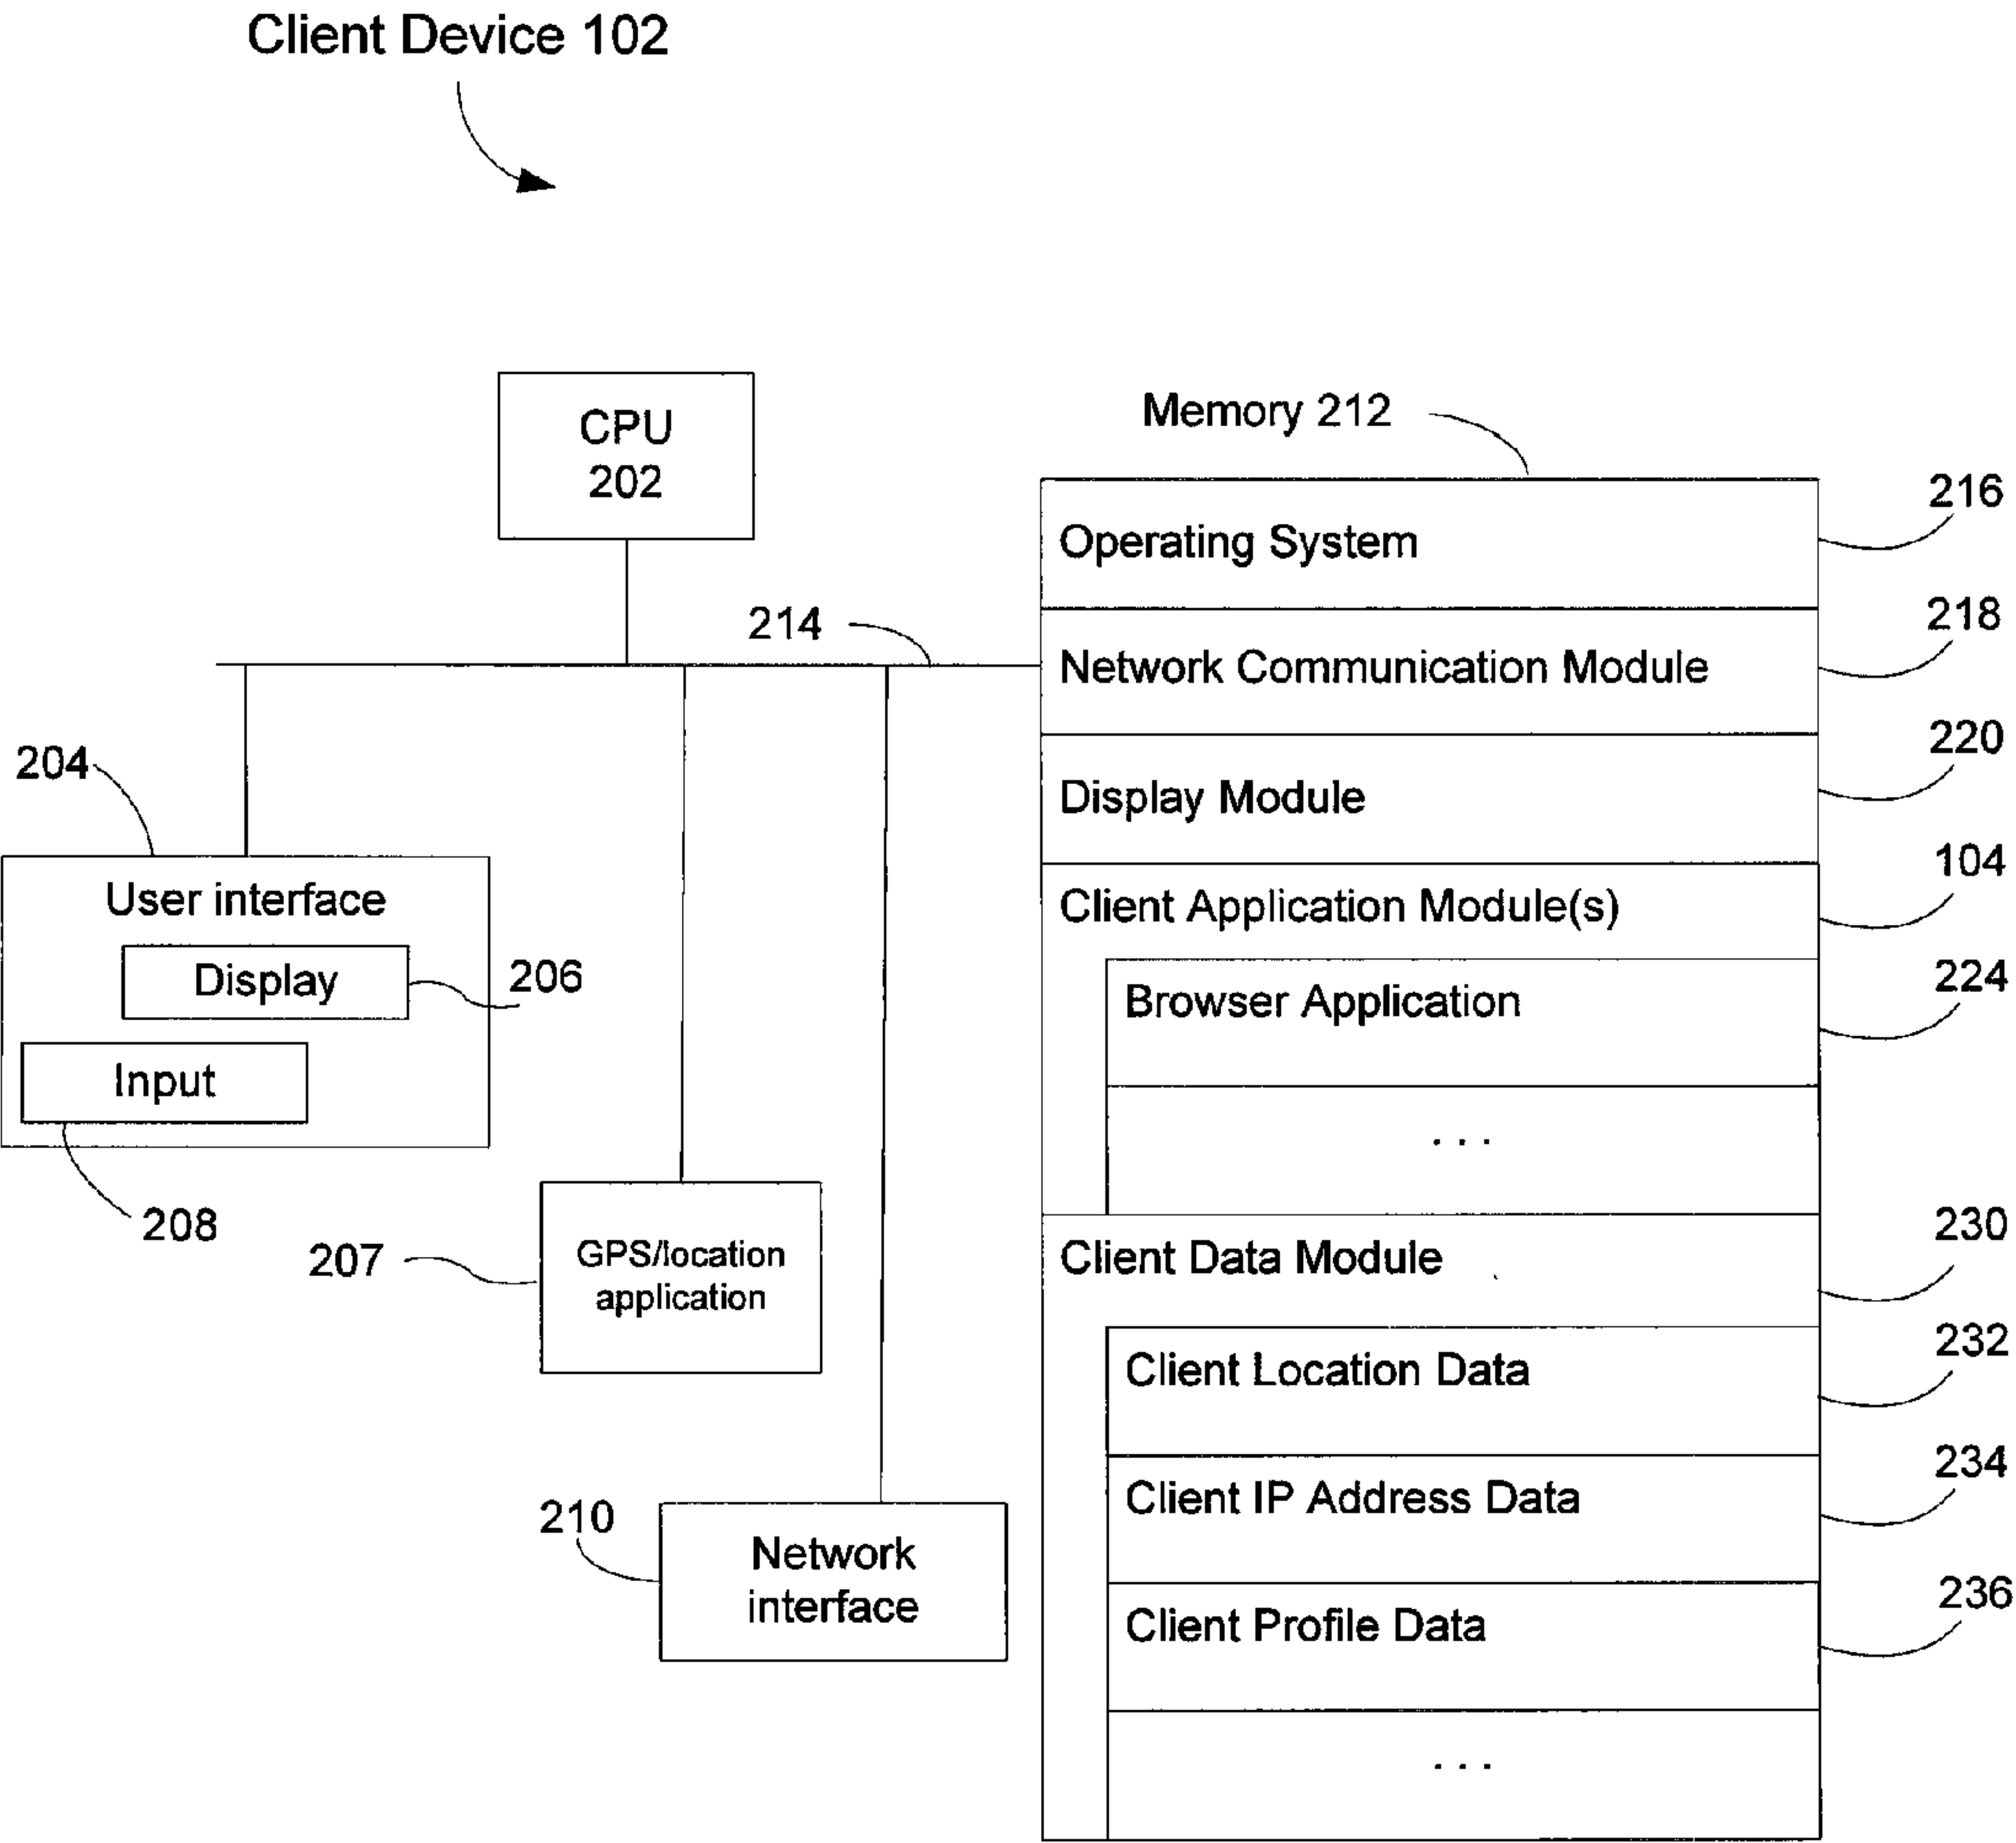 Client Device 102
CPU
202
Memory 212
216
Operating System
214
218
Network Communication Module
204
220
Display Module
User interface
104
Client Application Module(s)
Display
206
224
Browser Application
Input
. . .
208
207
GPS/location
application
230
Client Data Module
232
Client Location Data
234
Client IP Address Data
210
Network
interface
236
Client Profile Data
. . .